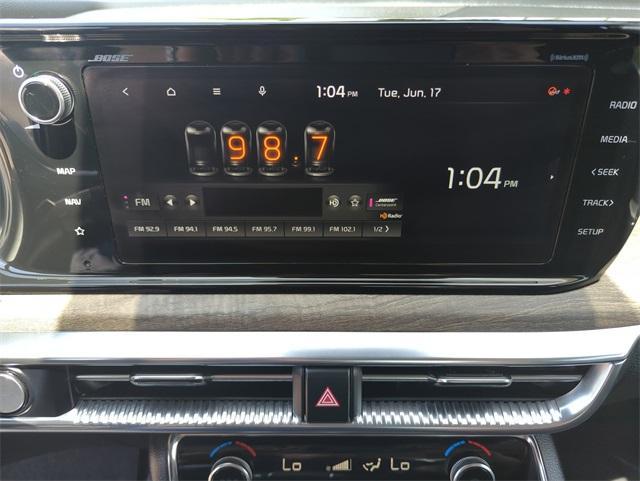 BOSE
SiriusXM
1:04 PM
Tue, Jun. 17
RADIO
MAP
98.7
MEDIA
1:04 PM
< SEEK
NAV
FM
BOSE
Centerpoint
HD Radio
TRACK >
FM 92.9 FM 94.1 FM 94.5 FM 95.7 FM 99.1 FM 102.1 1/2 >
SETUP
Lo Lo